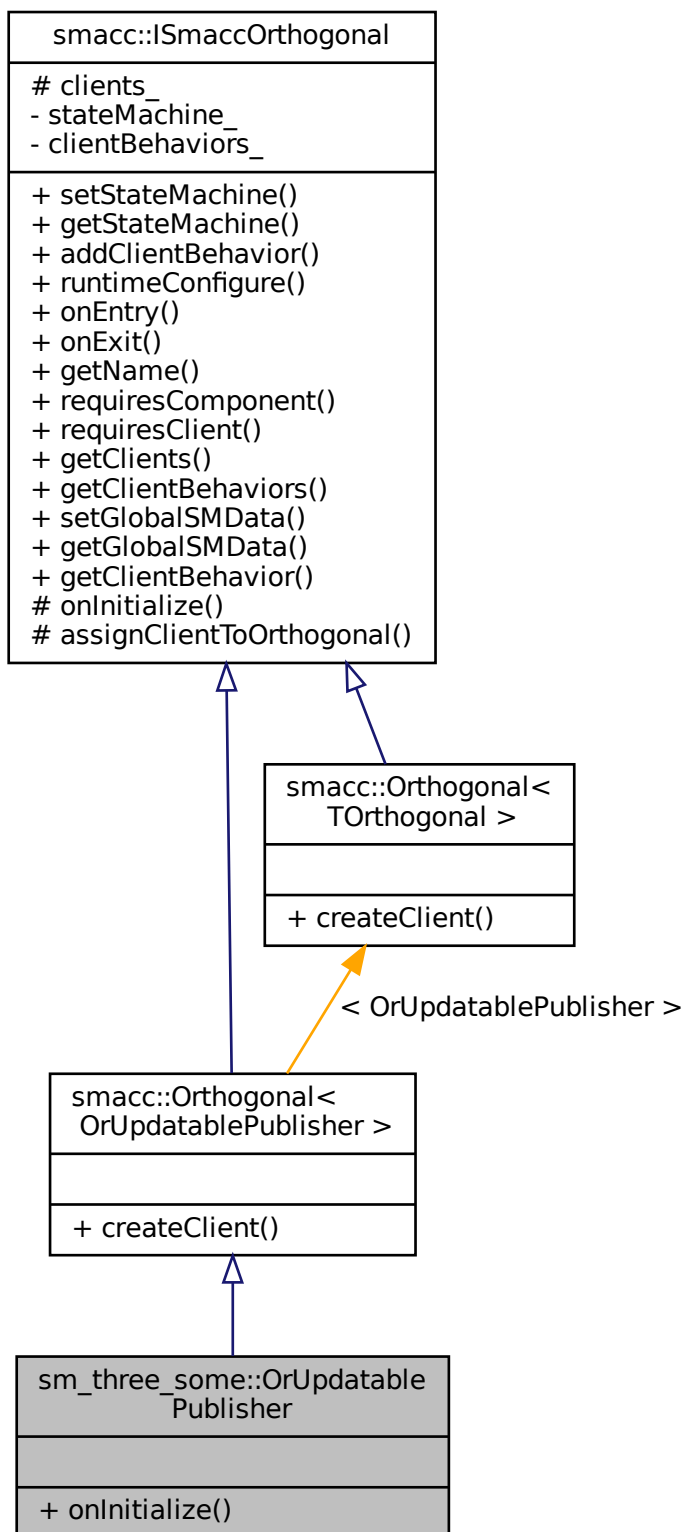 smacc::ISmaccOrthogonal
# clients_
- stateMachine_
- clientBehaviors_
+ setStateMachine()
+ getStateMachine()
+ addClientBehavior()
+ runtimeConfigure()
+ onEntry()
+ onExit()
+ getName()
+ requiresComponent()
+ requiresClient()
+ getClients()
+ getClientBehaviors()
+ setGlobalSMData()
+ getGlobalSMData()
+ getClientBehavior()
# onInitialize()
# assignClientToOrthogonal()
smacc::Orthogonal<
TOrthogonal >
+ createClient()
< OrUpdatablePublisher >
smacc::Orthogonal<
OrUpdatablePublisher >
+ createClient()
sm_three_some::OrUpdatable
Publisher
+ onInitialize()